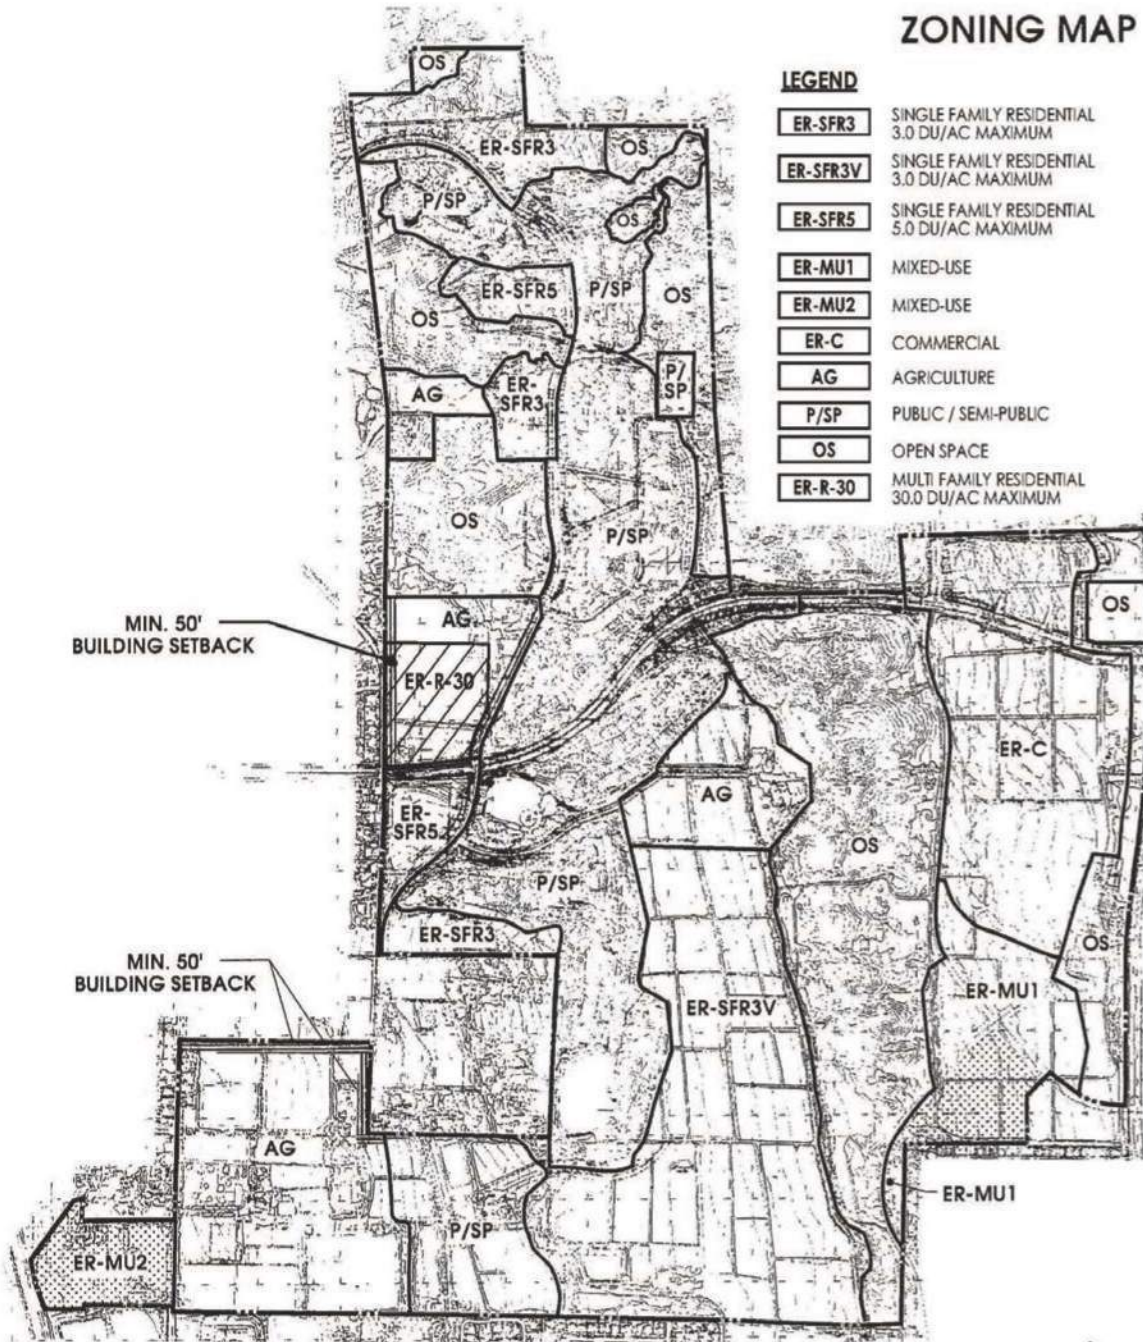 ZONING MAP
LEGEND
ER-SFR3
SINGLE FAMILY RESIDENTIAL
3.0 DU/AC MAXIMUM
ER-SFR3V
SINGLE FAMILY RESIDENTIAL
3.0 DU/AC MAXIMUM
ER-SFR5
SINGLE FAMILY RESIDENTIAL
5.0 DU/AC MAXIMUM
ER-MU1
MIXED-USE
ER-MU2
MIXED-USE
ER-C
COMMERCIAL
AG
AGRICULTURE
P/SP
PUBLIC / SEMI-PUBLIC
OS
OPEN SPACE
ER-R-30
MULTI FAMILY RESIDENTIAL
30.0 DU/AC MAXIMUM
OS
ER-SFR3
OS
P/SP
OS
ER-SFR5
P/SP
OS
OS
AG
ER-
SFR3
P/
SP
OS
P/SP
OS
MIN. 50'
BUILDING SETBACK
AG
ER-R-30
ER-C
AG
ER-
SFR5
OS
P/SP
ER-SFR3
OS
MIN. 50'
BUILDING SETBACK
ER-MU1
ER-SFR3V
AG
ER-MU1
P/SP
ER-MU2